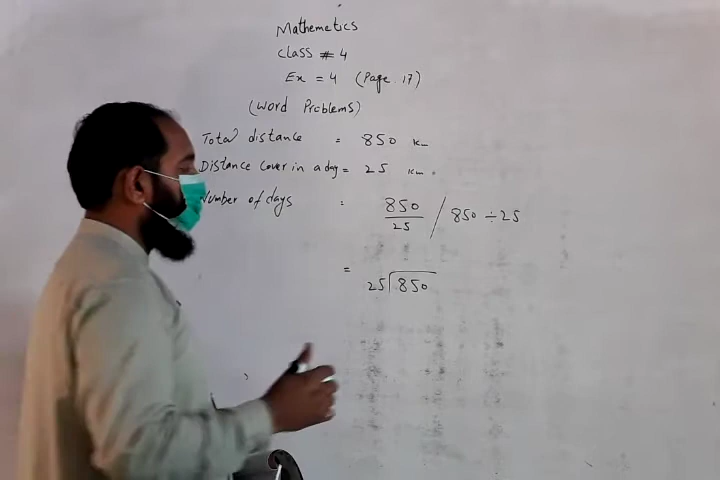 Mathemetics
Class # 4
Ex = 4 (Page 17)
(Word Problems)
Total distance = 850 Km
Distance Cover in a day = 25 Km.
Number of days = 850/25 / 850 ÷ 25
= 25⟌850